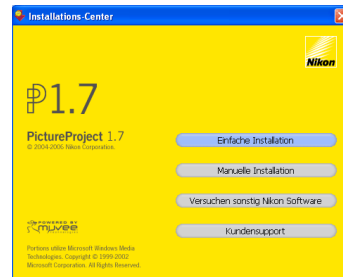 Installations-Center
Nikon
P1.7
PictureProject 1.7
© 2004-2006 Nikon Corporation.
Einfache Installation
Manuelle Installation
Versuchen sonstig Nikon Software
Kundensupport
POWERED BY
muvee
Portions utilize Microsoft Windows Media
Technologies. Copyright © 1999-2002
Microsoft Corporation. All Rights Reserved.